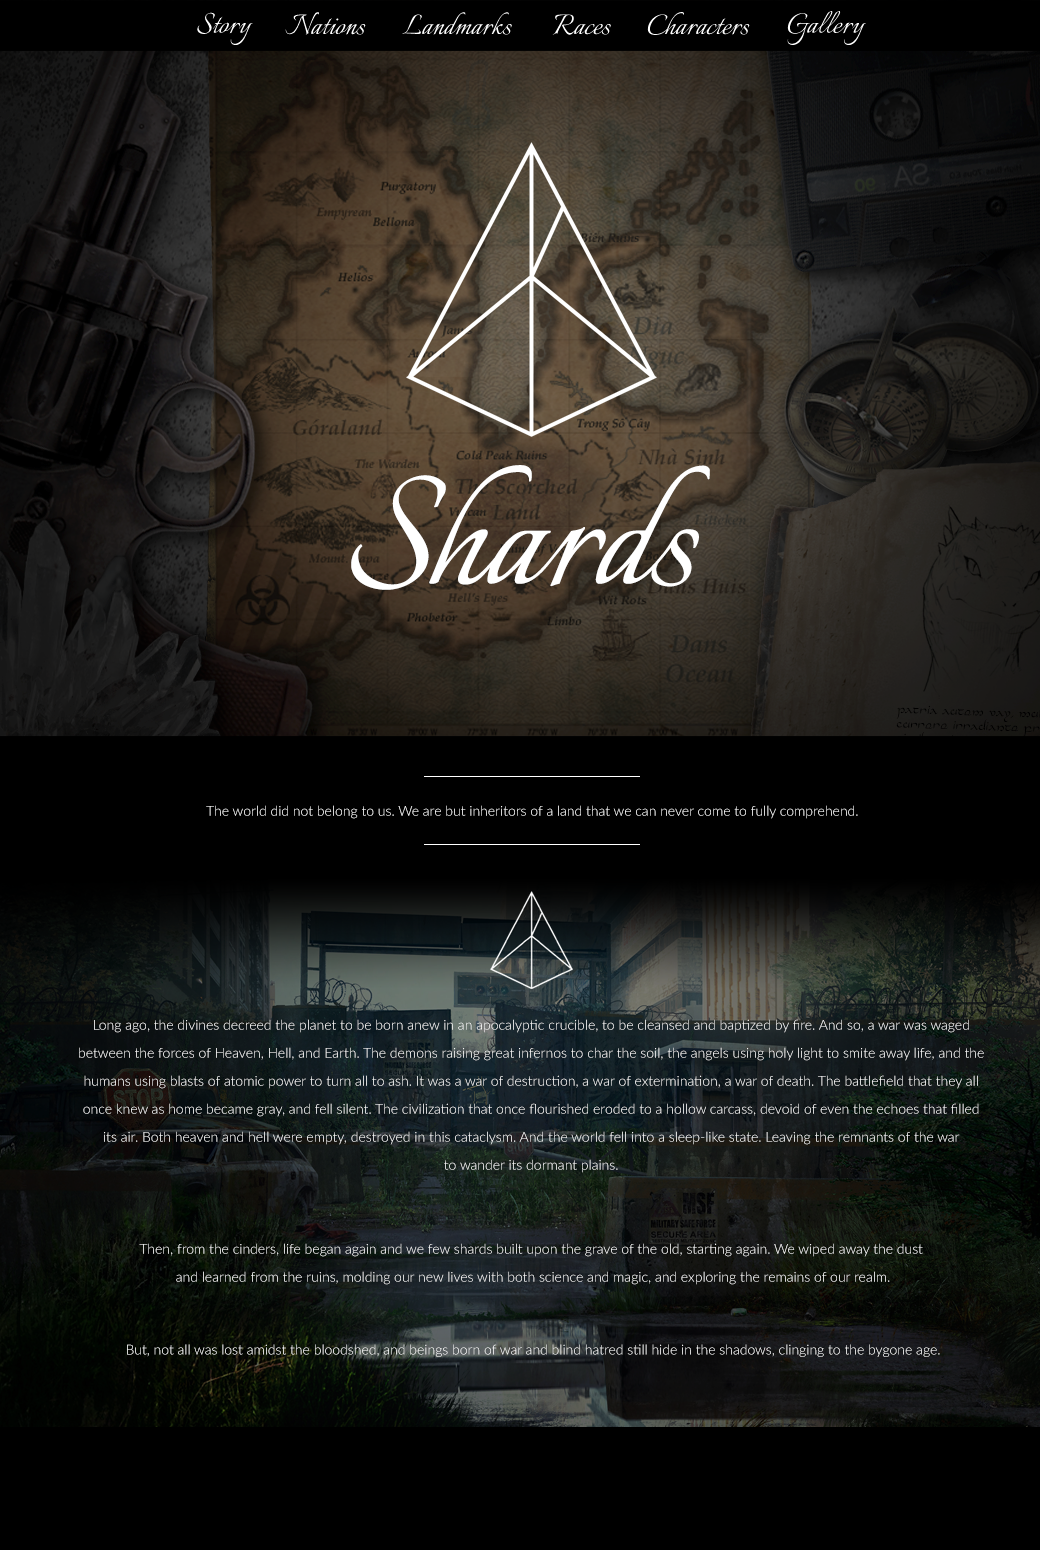 Story Nations Landmarks Races Characters Gallery
90 SA
Purgatory
Empyrean
Bellona
Helios
Góraland
Trong Số Cây
Cold Peak Ruins
Nhà Sinh
The Warden
The Scorched
Land
Shards
Mount
Hell's Eyes
Wit Rots
Huis
Phobetor
Limbo
Dans
Ocean
The world did not belong to us. We are but inheritors of a land that we can never come to fully comprehend.
Long ago, the divines decreed the planet to be born anew in an apocalyptic crucible, to be cleansed and baptized by fire. And so, a war was waged
between the forces of Heaven, Hell, and Earth. The demons raising great infernos to char the soil, the angels using holy light to smite away life, and the
humans using blasts of atomic power to turn all to ash. It was a war of destruction, a war of extermination, a war of death. The battlefield that they all
once knew as home became gray, and fell silent. The civilization that once flourished eroded to a hollow carcass, devoid of even the echoes that filled
its air. Both heaven and hell were empty, destroyed in this cataclysm. And the world fell into a sleep-like state. Leaving the remnants of the war
to wander its dormant plains.
STOP
MSF
Then, from the cinders, life began again and we few shards built upon the grave of the old, starting again. We wiped away the dust
and learned from the ruins, molding our new lives with both science and magic, and exploring the remains of our realm.
But, not all was lost amidst the bloodshed, and beings born of war and blind hatred still hide in the shadows, clinging to the bygone age.